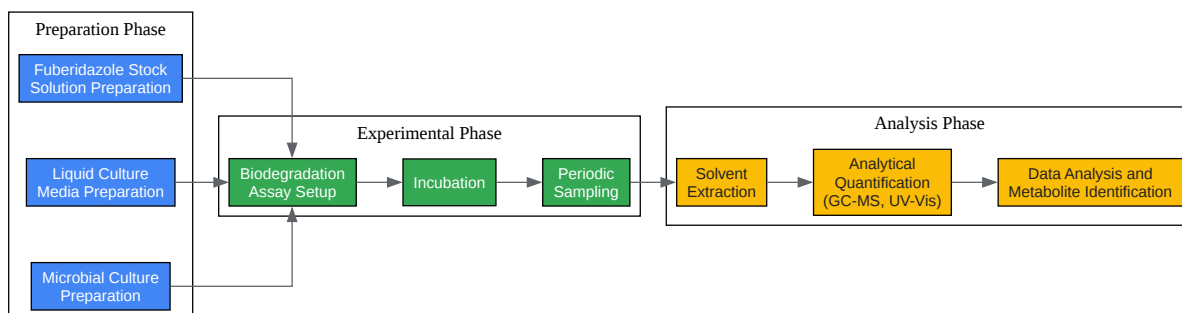 Preparation Phase
Fuberidazole Stock
Solution Preparation
Liquid Culture
Media Preparation
Microbial Culture
Preparation
Experimental Phase
Biodegradation
Assay Setup
Incubation
Periodic
Sampling
Analysis Phase
Solvent
Extraction
Analytical
Quantification
(GC-MS, UV-Vis)
Data Analysis and
Metabolite Identification